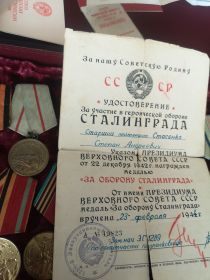 За нашу Советскую Родину
СССР
УДОСТОВЕРЕНИЕ
За участие в героической обороне
СТАЛИНГРАДА
Стасенко
Степан Андреевич
Указом ПРЕЗИДИУМА
ВЕРХОВНОГО СОВЕТА СССР
от 22 декабря 1942 г. награжден
медалью
«ЗА ОБОРОНУ СТАЛИНГРАДА»
От имени ПРЕЗИДИУМА
ВЕРХОВНОГО СОВЕТА СССР
медаль „За оборону Сталинграда"
вручена „25" февраля 194